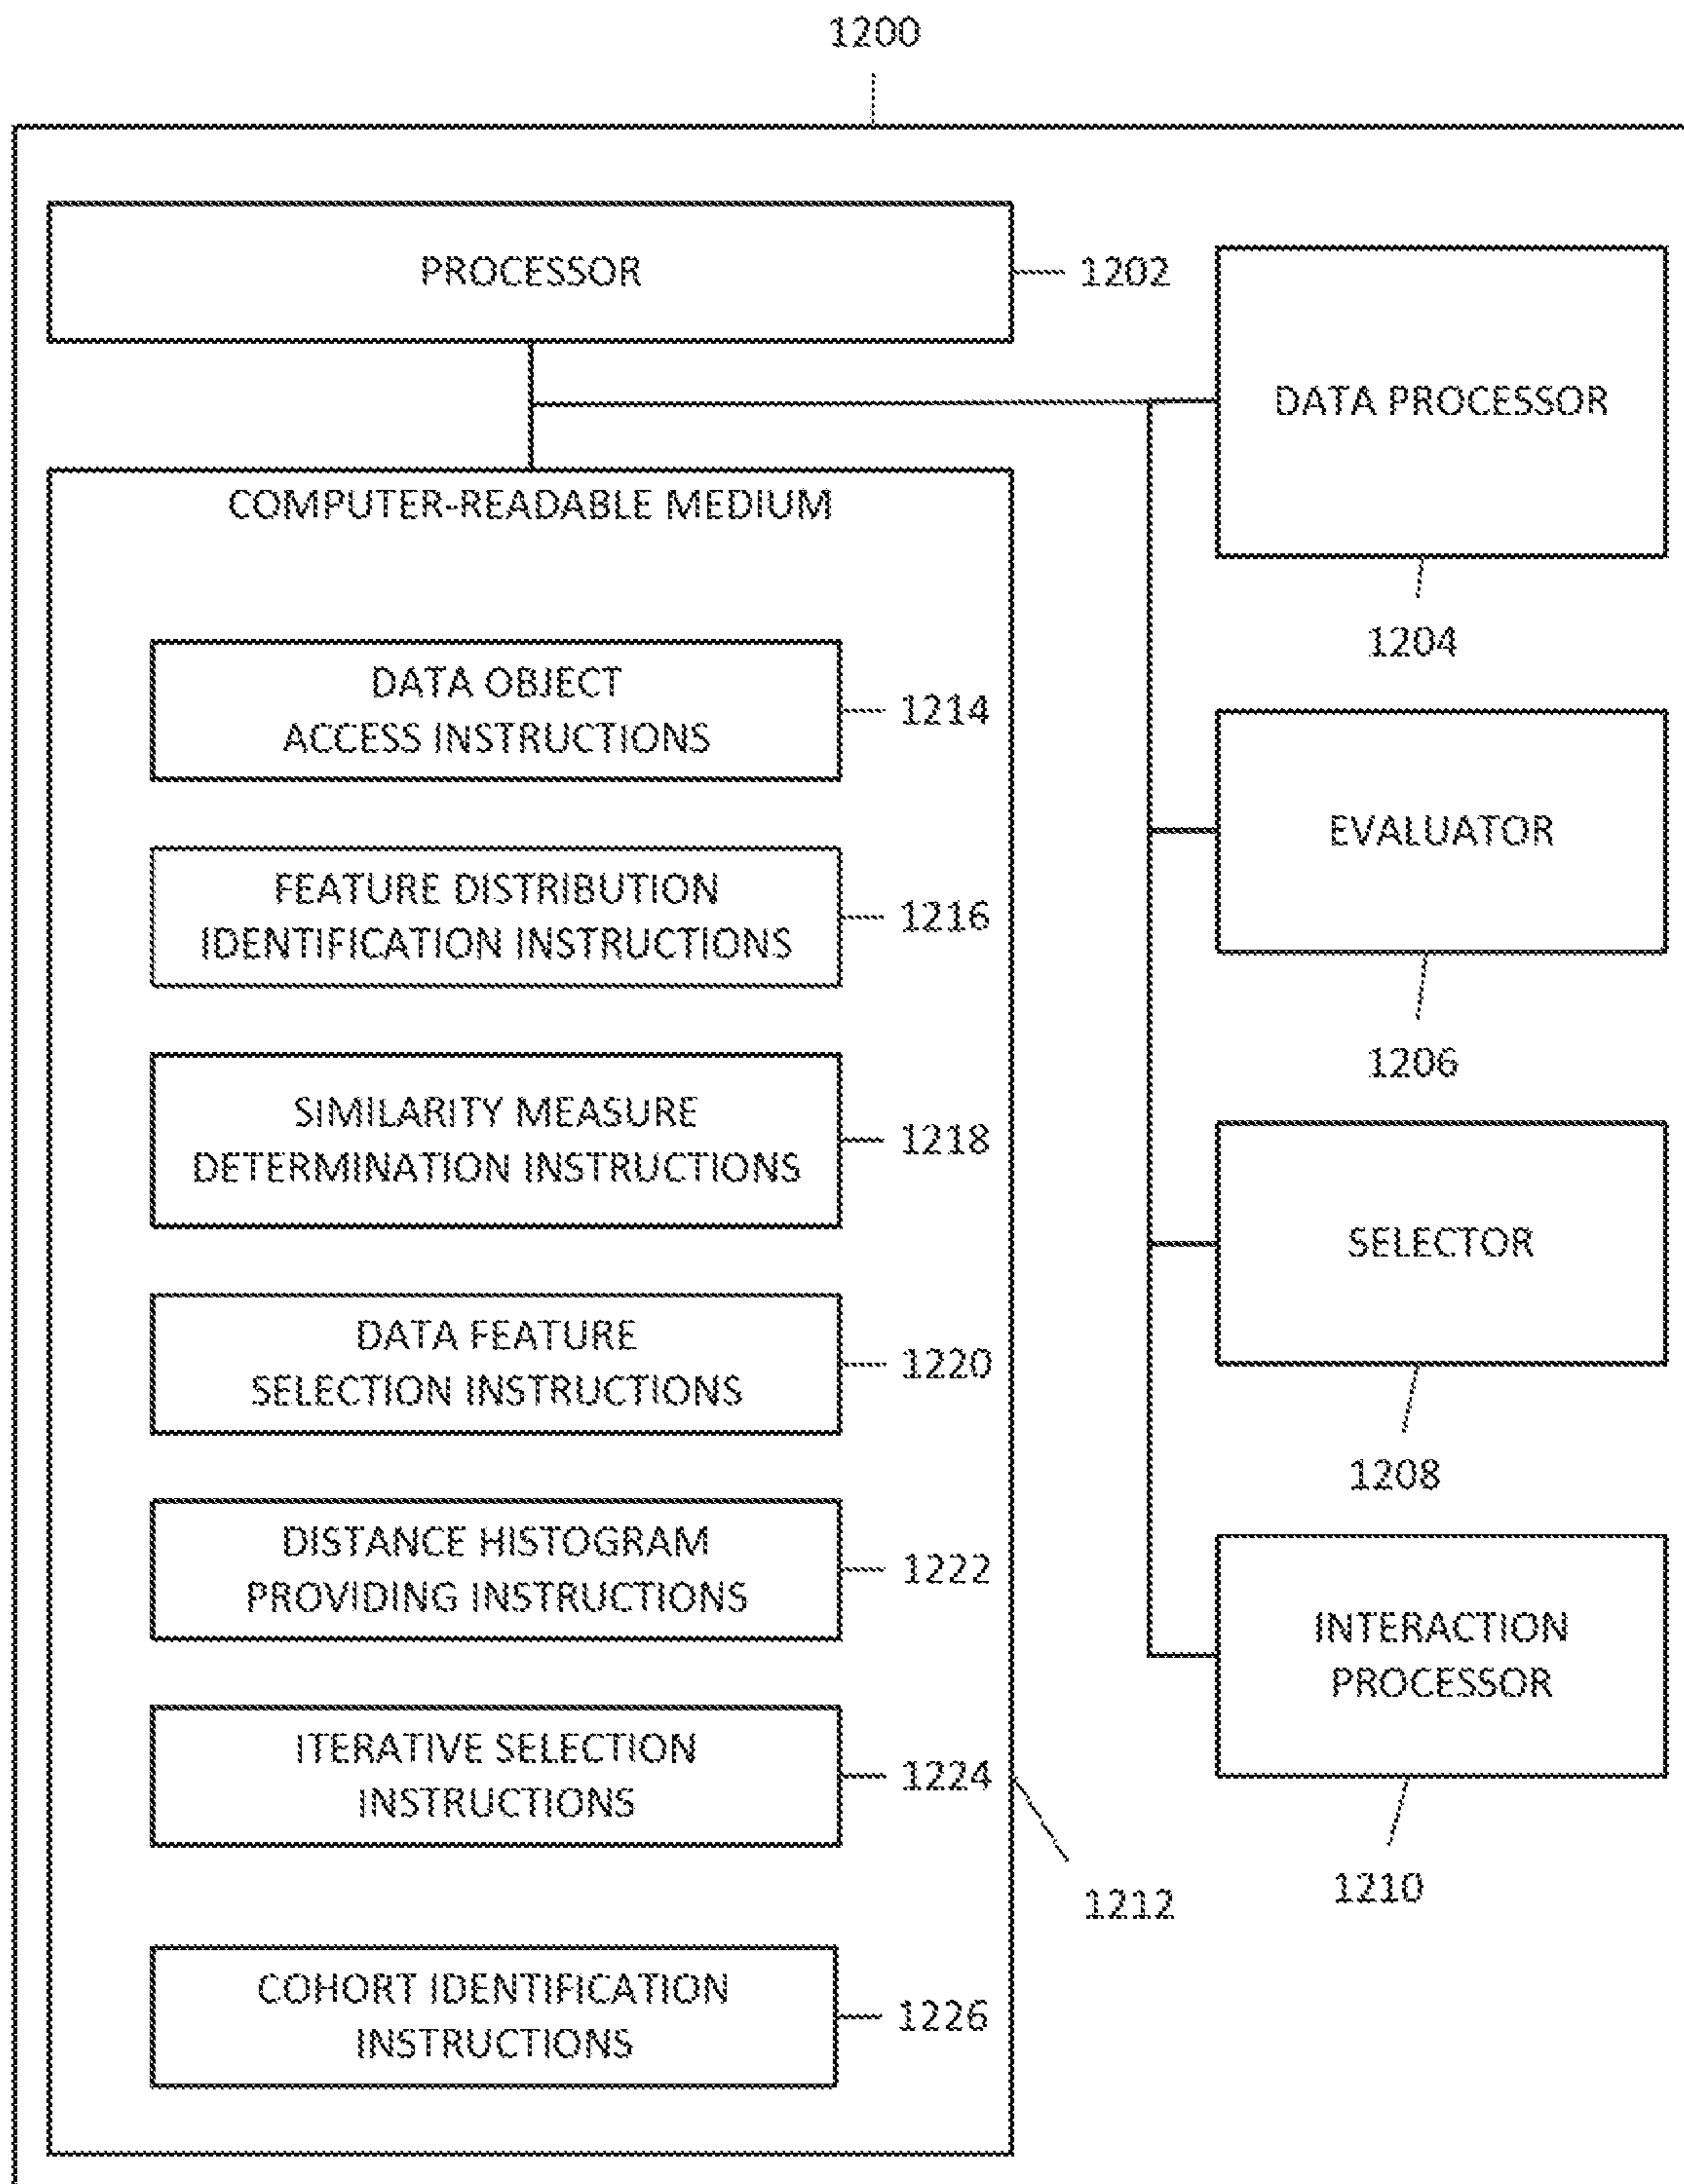 1200
PROCESSOR
1202
COMPUTER-READABLE MEDIUM
DATA OBJECT
ACCESS INSTRUCTIONS
1214
FEATURE DISTRIBUTION
IDENTIFICATION INSTRUCTIONS
1216
SIMILARITY MEASURE
DETERMINATION INSTRUCTIONS
1218
DATA FEATURE
SELECTION INSTRUCTIONS
1220
DISTANCE HISTOGRAM
PROVIDING INSTRUCTIONS
1222
ITERATIVE SELECTION
INSTRUCTIONS
1224
COHORT IDENTIFICATION
INSTRUCTIONS
1226
1212
DATA PROCESSOR
1204
EVALUATOR
1206
SELECTOR
1208
INTERACTION
PROCESSOR
1210